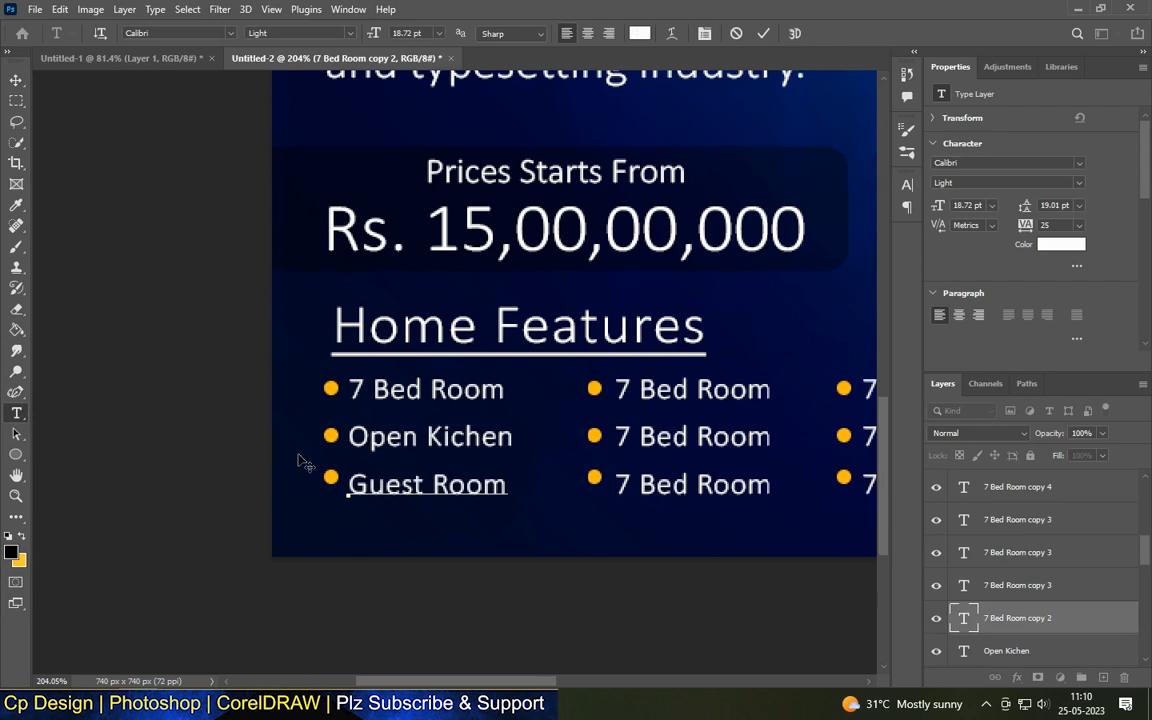 File Edit Image Layer Type Select Filter 3D View Plugins Window Help
Calibri Light 18.72 pt Sharp 3D
Untitled-1 @ 81.4% (Layer 1, RGB/8#) * × Untitled-2 @ 204% (7 Bed Room copy 2, RGB/8#) * ×
and typesetting industry.
Prices Starts From
Rs. 15,00,00,000
Home Features
7 Bed Room 7 Bed Room 7
Open Kichen 7 Bed Room 7
Guest Room 7 Bed Room 7
Properties Adjustments Libraries
Type Layer
Transform
Character
Calibri
Light
18.72 pt 19.01 pt
Metrics 25
Color
Paragraph
Layers Channels Paths
Kind
Normal Opacity: 100%
Lock: Fill: 100%
7 Bed Room copy 4
7 Bed Room copy 3
7 Bed Room copy 3
7 Bed Room copy 3
7 Bed Room copy 2
Open Kichen
204.05% 740 px x 740 px (72 ppi)
Cp Design | Photoshop | CorelDRAW | Plz Subscribe & Support
31°C Mostly sunny
11:10
25-05-2023